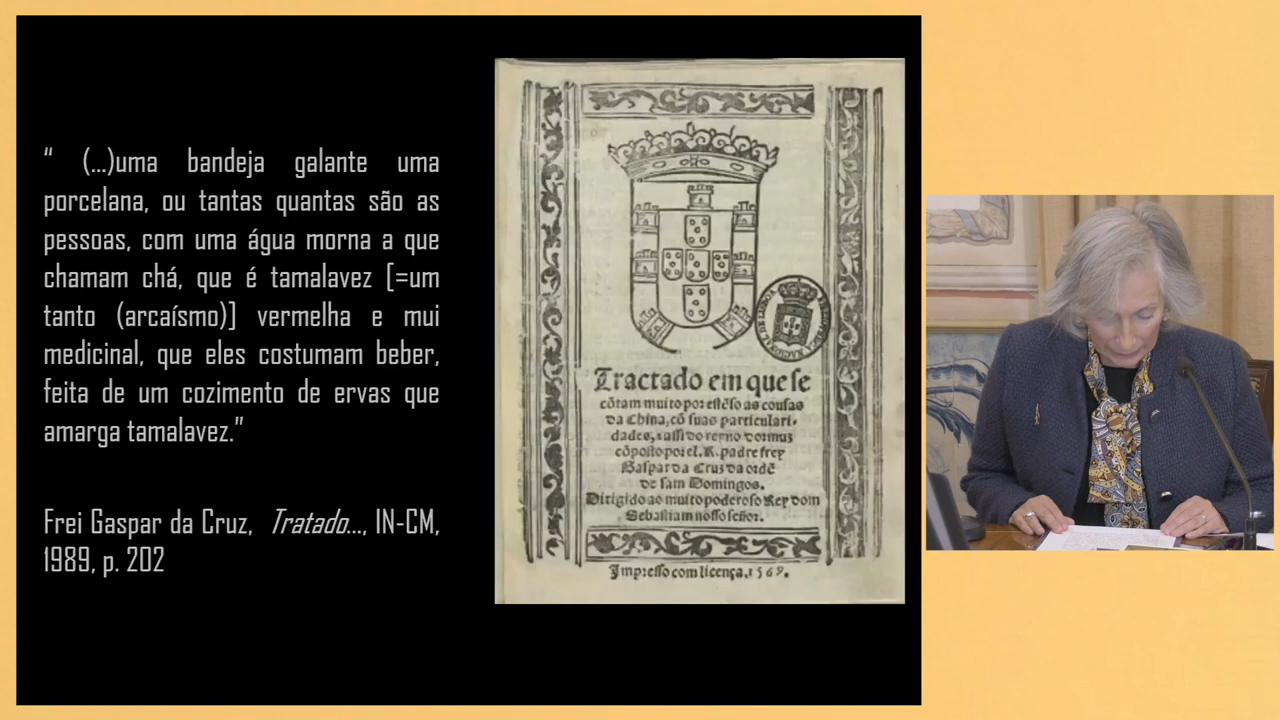 “ (...)uma bandeja galante uma
porcelana, ou tantas quantas são as
pessoas, com uma água morna a que
chamam chá, que é tamalavez [=um
tanto (arcaísmo)] vermelha e mui
medicinal, que eles costumam beber,
feita de um cozimento de ervas que
amarga tamalavez.”
Frei Gaspar da Cruz, Tratado..., IN-CM,
1989, p. 202
Tractado em que se
cõtam muito por estẽso as cousas
da China, cõ suas particulari-
dades, & assi do reyno dormuz
cõposto por el. R. padre frey
Gaspar da Cruz da ordẽ
de sam Domingos.
Dirigido ao muito poderoso Rey dom
Sebastiam nosso señor.
Impresso com licença, 1569.